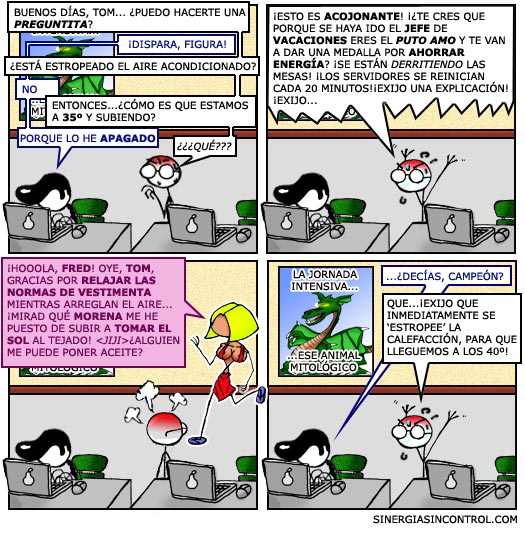 BUENOS DÍAS, TOM... ¿PUEDO HACERTE UNA
PREGUNTITA?
¡DISPARA, FIGURA!
¿ESTÁ ESTROPEADO EL AIRE ACONDICIONADO?
NO
ENTONCES...¿CÓMO ES QUE ESTAMOS
A 35º Y SUBIENDO?
PORQUE LO HE APAGADO
¿¿¿QUÉ???
¡ESTO ES ACOJONANTE! ¡¿TE CRES QUE
PORQUE SE HAYA IDO EL JEFE DE
VACACIONES ERES EL PUTO AMO Y TE VAN
A DAR UNA MEDALLA POR AHORRAR
ENERGÍA? ¡SE ESTÁN DERRITIENDO LAS
MESAS! ¡LOS SERVIDORES SE REINICIAN
CADA 20 MINUTOS!¡EXIJO UNA EXPLICACIÓN!
¡EXIJO...
¡HOOOLA, FRED! OYE, TOM,
GRACIAS POR RELAJAR LAS
NORMAS DE VESTIMENTA
MIENTRAS ARREGLAN EL AIRE...
¡MIRAD QUÉ MORENA ME HE
PUESTO DE SUBIR A TOMAR EL
SOL AL TEJADO! <JIJI>¿ALGUIEN
ME PUEDE PONER ACEITE?
MITOLÓGICO
LA JORNADA
INTENSIVA...
...ESE ANIMAL
MITOLÓGICO
...¿DECÍAS, CAMPEÓN?
QUE...¡EXIJO QUE
INMEDIATAMENTE SE
'ESTROPEE' LA
CALEFACCIÓN, PARA QUE
LLEGUEMOS A LOS 40º!
SINERGIASINCONTROL.COM